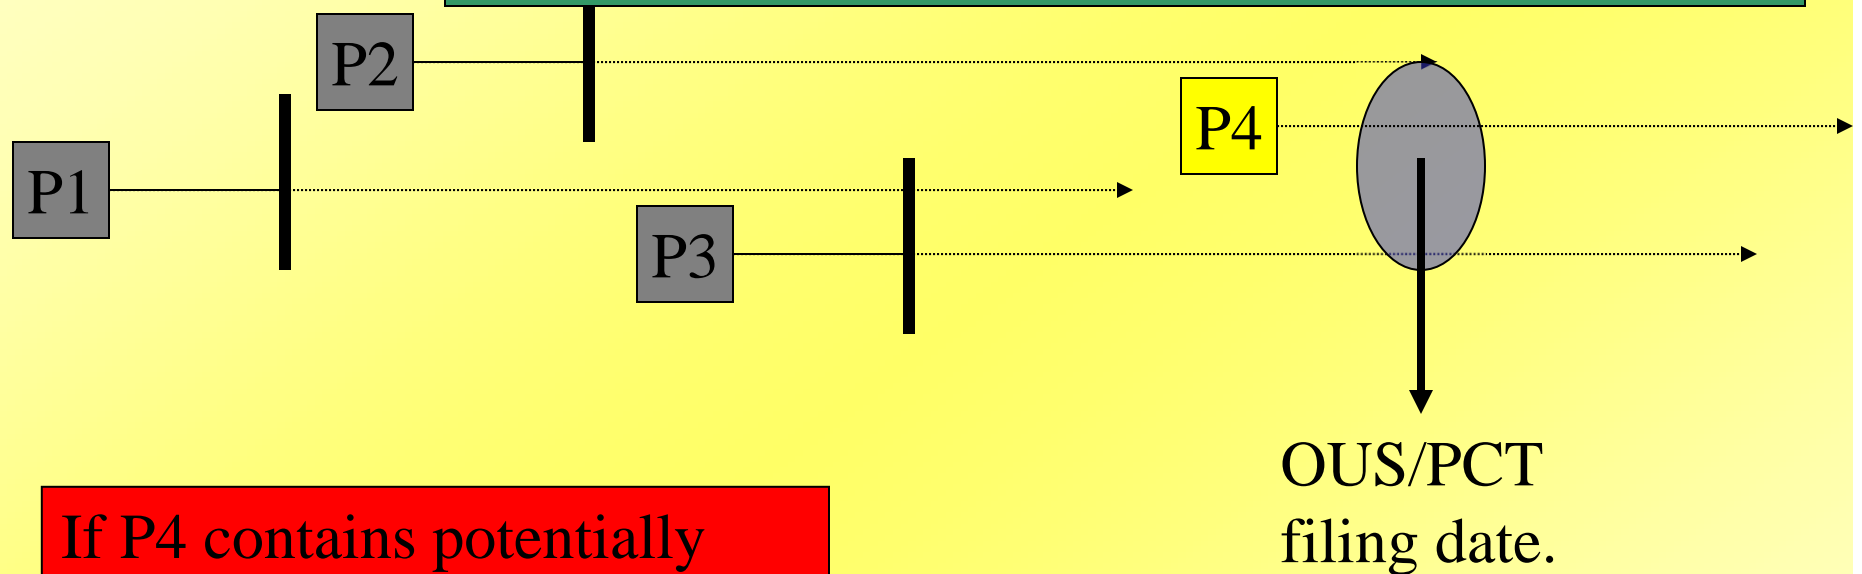 P2
P4
P1
P3
OUS/PCT
filing date.
If P4 contains potentially